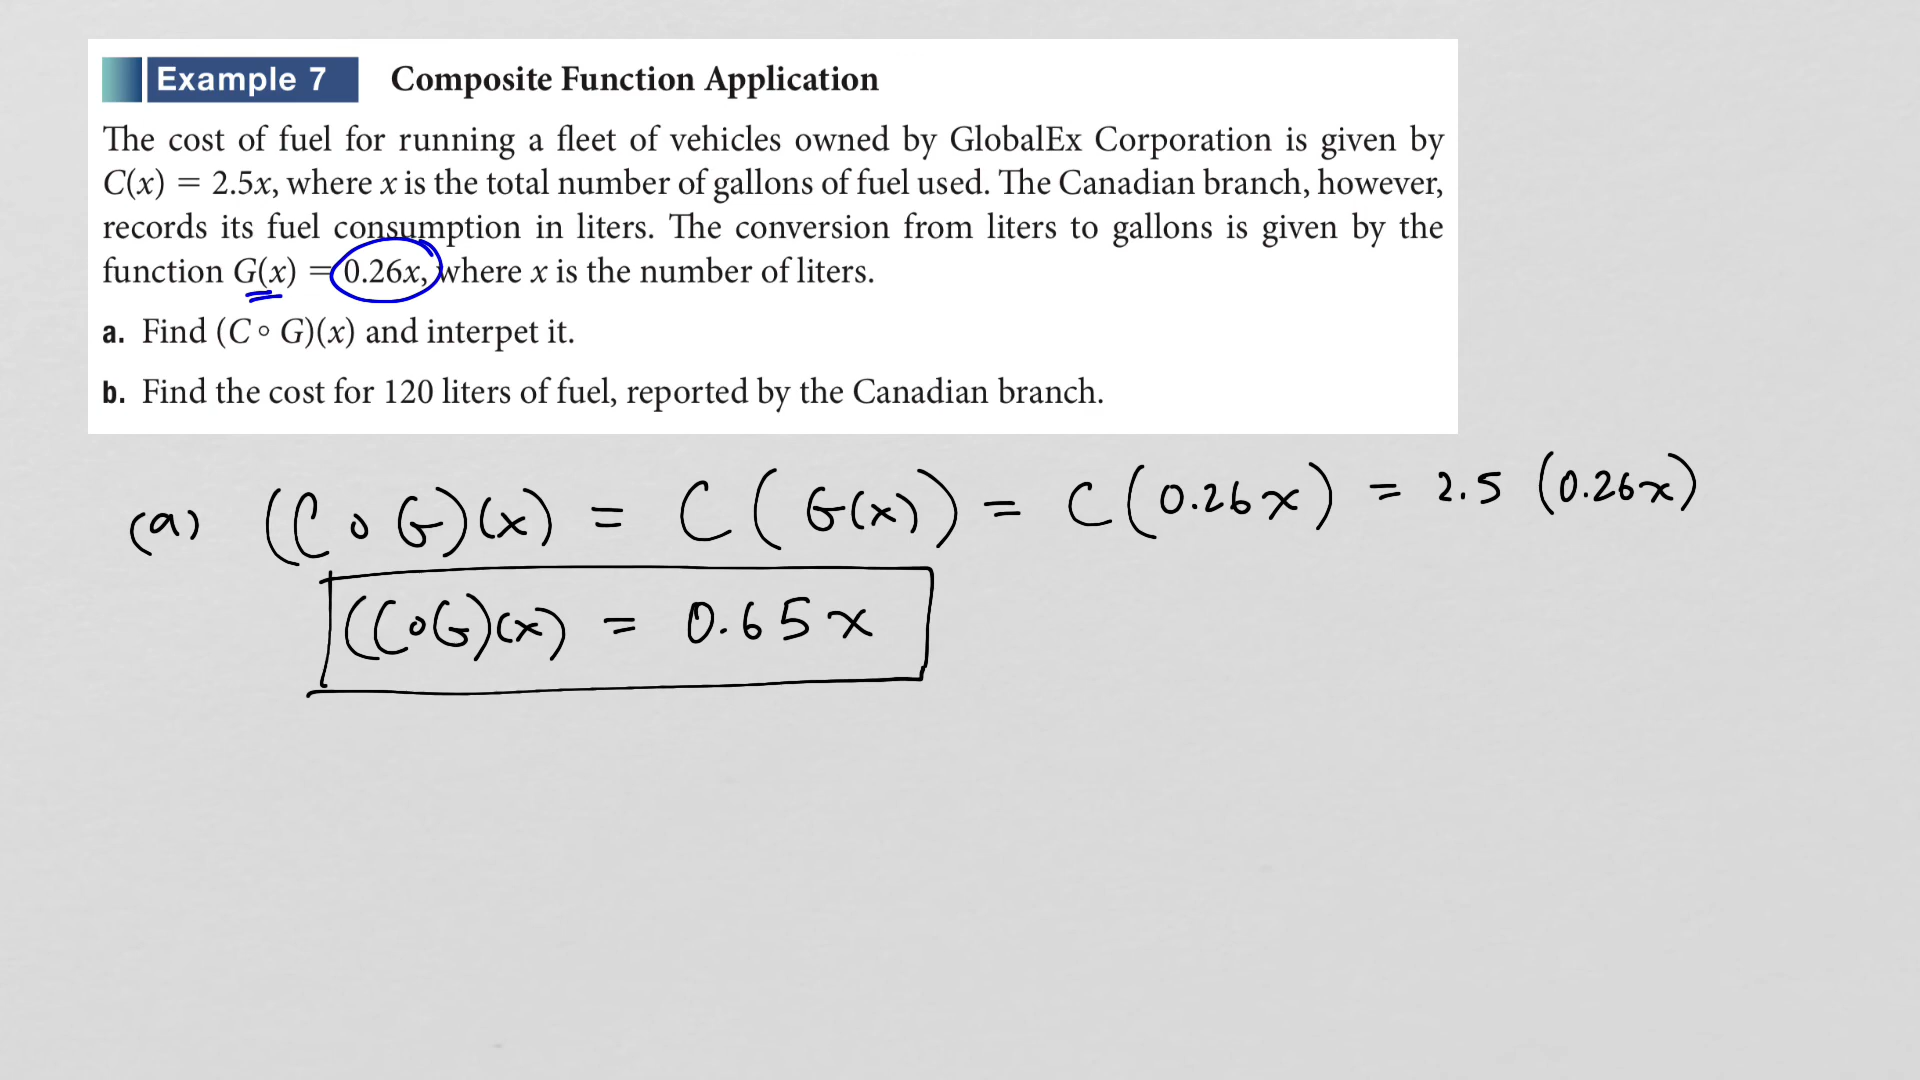 Example 7 Composite Function Application
The cost of fuel for running a fleet of vehicles owned by GlobalEx Corporation is given by
C(x) = 2.5x, where x is the total number of gallons of fuel used. The Canadian branch, however,
records its fuel consumption in liters. The conversion from liters to gallons is given by the
function G(x) = 0.26x, where x is the number of liters.
a. Find (C ∘ G)(x) and interpet it.
b. Find the cost for 120 liters of fuel, reported by the Canadian branch.
(a) (C ∘ G)(x) = C(G(x)) = C(0.26x) = 2.5 (0.26x)
(C∘G)(x) = 0.65x